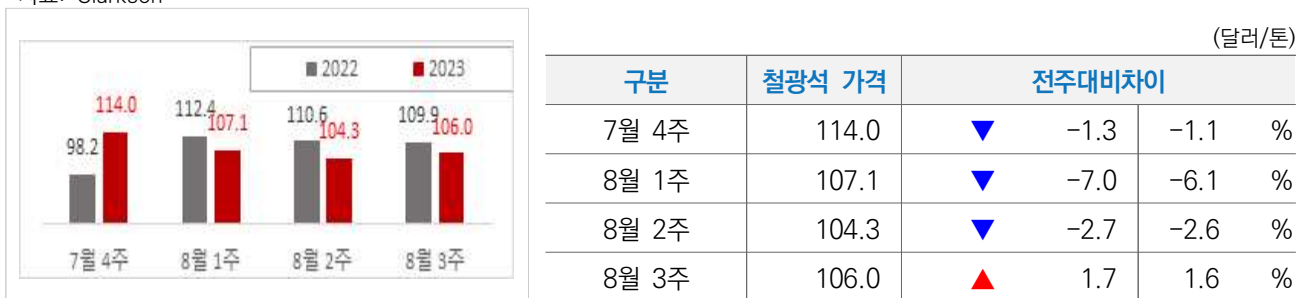 (달러/톤)
■ 2022 ■ 2023
98.2 114.0 112.4 107.1 110.6 104.3 109.9 106.0
7월 4주 8월 1주 8월 2주 8월 3주
구분 철광석 가격 전주대비차이
7월 4주 114.0 ▼ -1.3 -1.1 %
8월 1주 107.1 ▼ -7.0 -6.1 %
8월 2주 104.3 ▼ -2.7 -2.6 %
8월 3주 106.0 ▲ 1.7 1.6 %